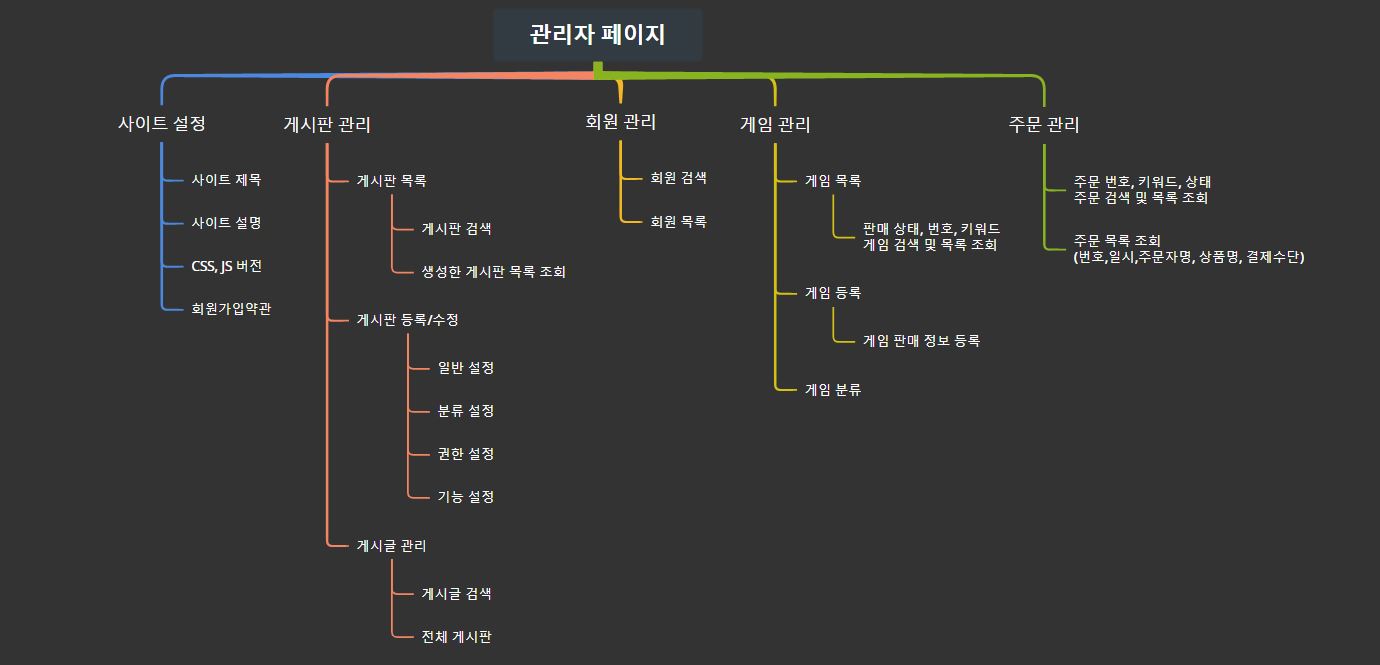 관리자 페이지
사이트 설정
사이트 제목
사이트 설명
CSS, JS 버전
회원가입약관
게시판 관리
게시판 목록
게시판 검색
생성한 게시판 목록 조회
게시판 등록/수정
일반 설정
분류 설정
권한 설정
기능 설정
게시글 관리
게시글 검색
전체 게시판
회원 관리
회원 검색
회원 목록
게임 관리
게임 목록
판매 상태, 번호, 키워드
게임 검색 및 목록 조회
게임 등록
게임 판매 정보 등록
게임 분류
주문 관리
주문 번호, 키워드, 상태
주문 검색 및 목록 조회
주문 목록 조회
(번호,일시,주문자명, 상품명, 결제수단)